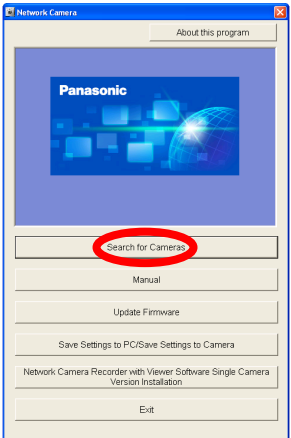 Network Camera
About this program
Panasonic
Search for Cameras
Manual
Update Firmware
Save Settings to PC/Save Settings to Camera
Network Camera Recorder with Viewer Software Single Camera
Version Installation
Exit